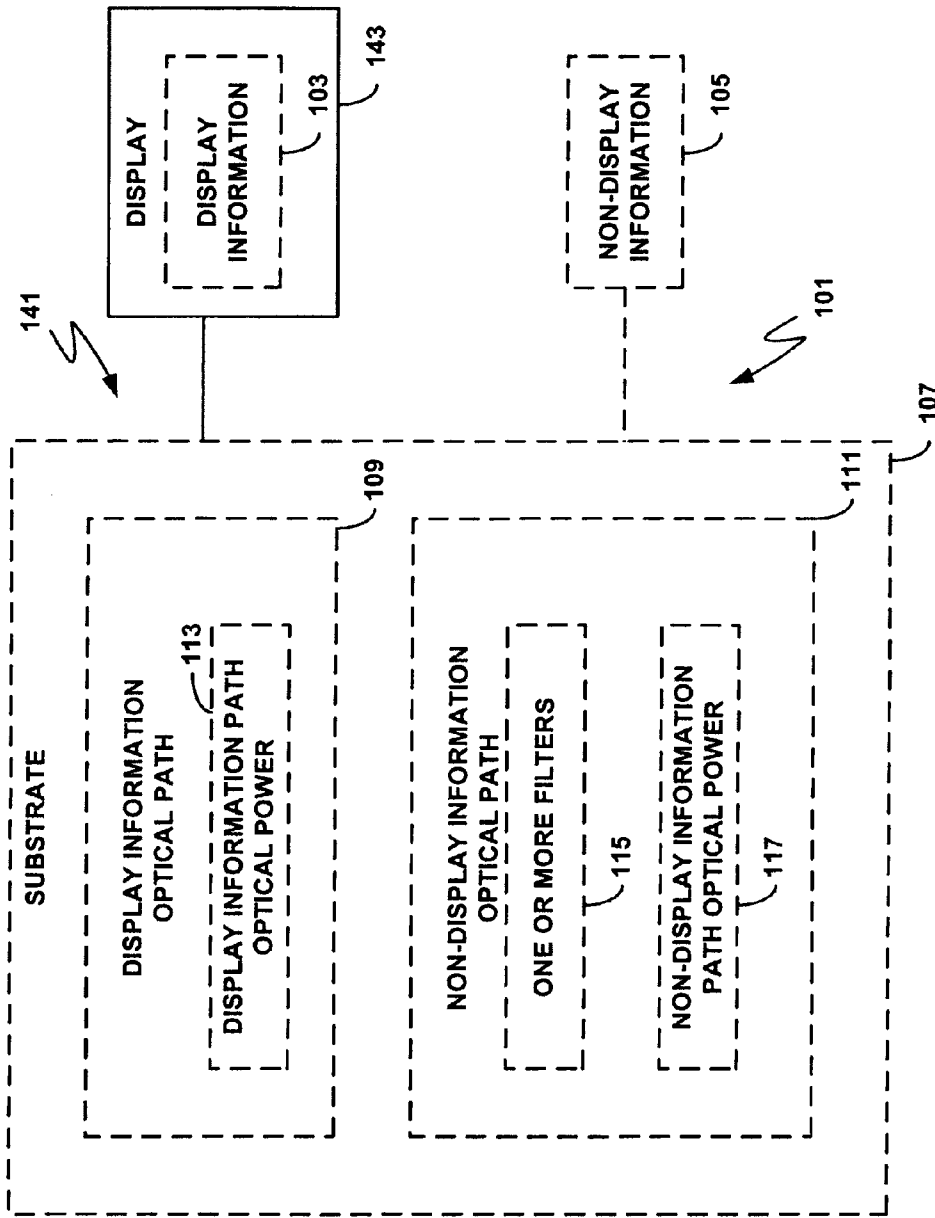 SUBSTRATE
DISPLAY INFORMATION
OPTICAL PATH
113
DISPLAY INFORMATION PATH
OPTICAL POWER
109
NON-DISPLAY INFORMATION
OPTICAL PATH
ONE OR MORE FILTERS
115
NON-DISPLAY INFORMATION
PATH OPTICAL POWER
117
111
107
141
DISPLAY
DISPLAY
INFORMATION
103
143
NON-DISPLAY
INFORMATION
105
101